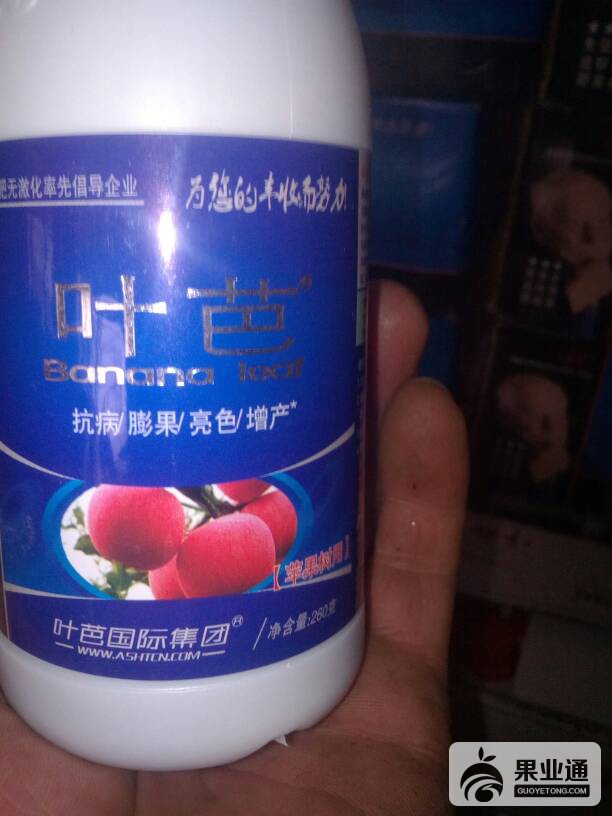 肥无激化率先倡导企业
为您的丰收而努力!
叶芭®
Banana leaf
抗病/膨果/亮色/增产*
【苹果树用】
叶芭国际集团®
WWW.ASHTCN.COM
净含量:260克
果业通
GUOYETONG.COM